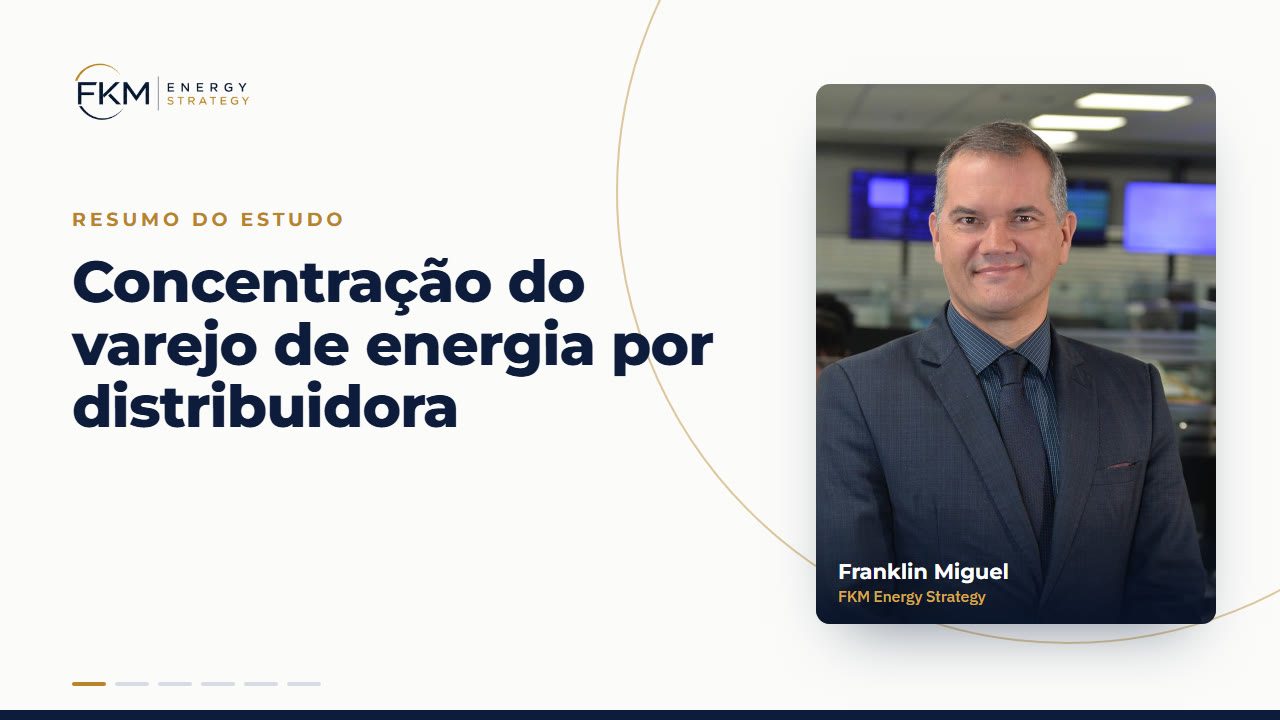 FKM ENERGY
STRATEGY
RESUMO DO ESTUDO
Concentração do
varejo de energia por
distribuidora
Franklin Miguel
FKM Energy Strategy